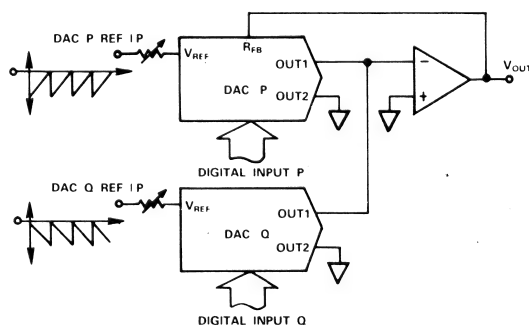 DAC P REF IP
VREF
RFB
OUT1
DAC P
OUT2
DIGITAL INPUT P
−
+
VOUT
DAC Q REF IP
VREF
OUT1
DAC Q
OUT2
DIGITAL INPUT Q